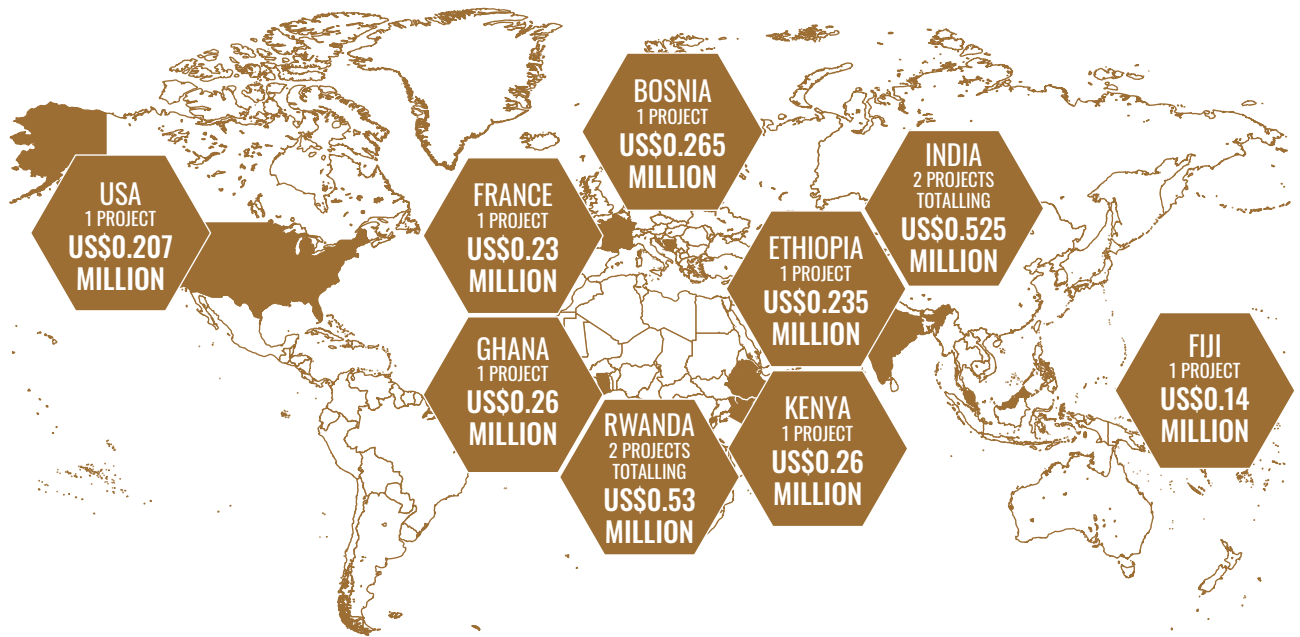 BOSNIA
1 PROJECT
US$0.265
MILLION
INDIA
2 PROJECTS
TOTALLING
US$0.525
MILLION
USA
1 PROJECT
US$0.207
MILLION
FRANCE
1 PROJECT
US$0.23
MILLION
ETHIOPIA
1 PROJECT
US$0.235
MILLION
GHANA
1 PROJECT
US$0.26
MILLION
FIJI
1 PROJECT
US$0.14
MILLION
RWANDA
2 PROJECTS
TOTALLING
US$0.53
MILLION
KENYA
1 PROJECT
US$0.26
MILLION